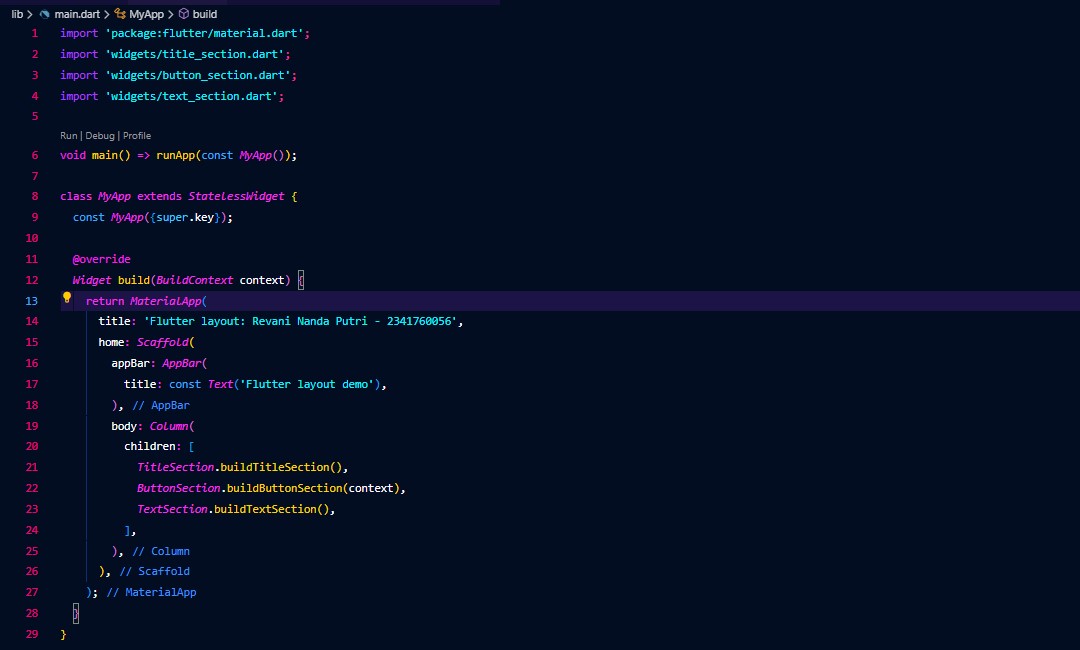 lib > main.dart > MyApp > build
1 import 'package:flutter/material.dart';
2 import 'widgets/title_section.dart';
3 import 'widgets/button_section.dart';
4 import 'widgets/text_section.dart';
5
Run | Debug | Profile
6 void main() => runApp(const MyApp());
7
8 class MyApp extends StatelessWidget {
9   const MyApp({super.key});
10
11   @override
12   Widget build(BuildContext context) {
13     return MaterialApp(
14       title: 'Flutter layout: Revani Nanda Putri - 2341760056',
15       home: Scaffold(
16         appBar: AppBar(
17           title: const Text('Flutter layout demo'),
18         ), // AppBar
19         body: Column(
20           children: [
21             TitleSection.buildTitleSection(),
22             ButtonSection.buildButtonSection(context),
23             TextSection.buildTextSection(),
24           ],
25         ), // Column
26       ), // Scaffold
27     ); // MaterialApp
28   }
29 }